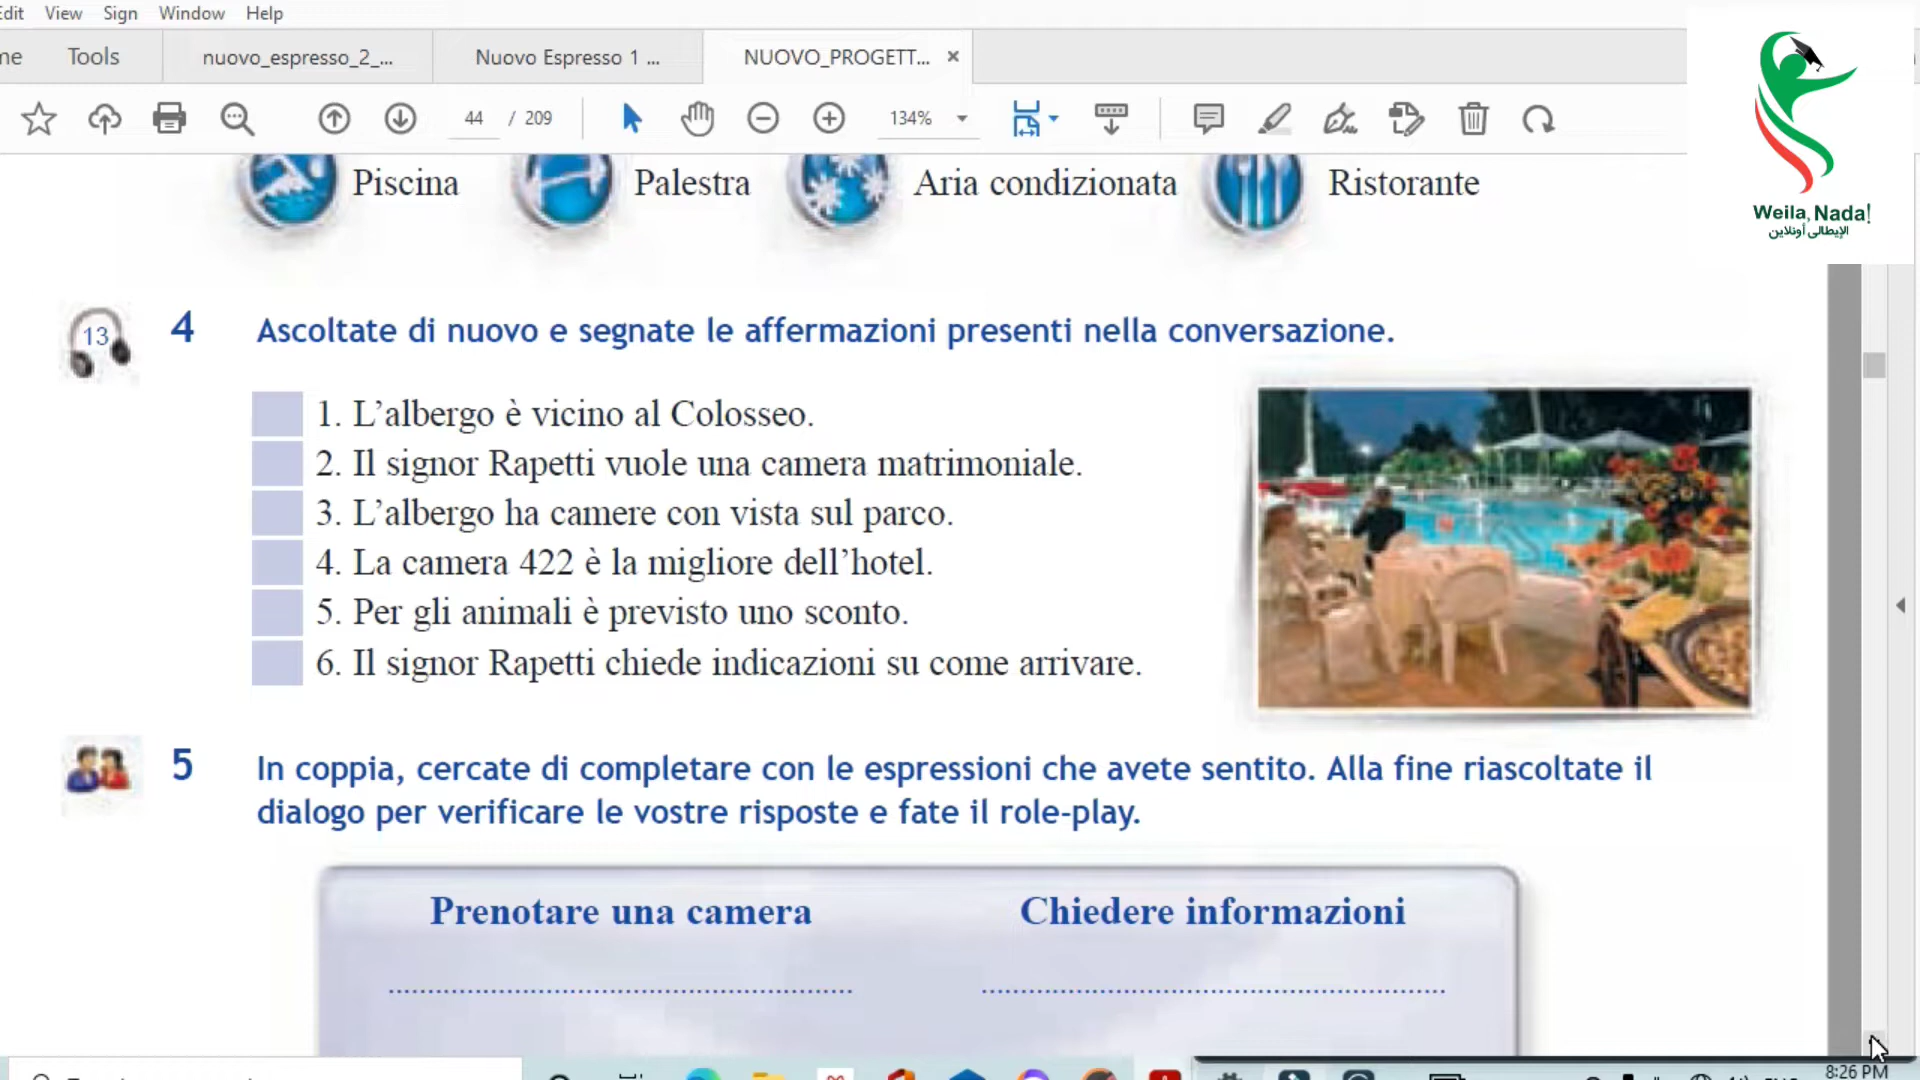 Edit View Sign Window Help
me Tools nuovo_espresso_2_... Nuovo Espresso 1 ... NUOVO_PROGETT... ×
44 / 209 134%
Weila, Nada!
الإيطالى أونلاين
Piscina Palestra Aria condizionata Ristorante
13
4 Ascoltate di nuovo e segnate le affermazioni presenti nella conversazione.
1. L’albergo è vicino al Colosseo.
2. Il signor Rapetti vuole una camera matrimoniale.
3. L’albergo ha camere con vista sul parco.
4. La camera 422 è la migliore dell’hotel.
5. Per gli animali è previsto uno sconto.
6. Il signor Rapetti chiede indicazioni su come arrivare.
5 In coppia, cercate di completare con le espressioni che avete sentito. Alla fine riascoltate il
dialogo per verificare le vostre risposte e fate il role-play.
Prenotare una camera Chiedere informazioni
8:26 PM